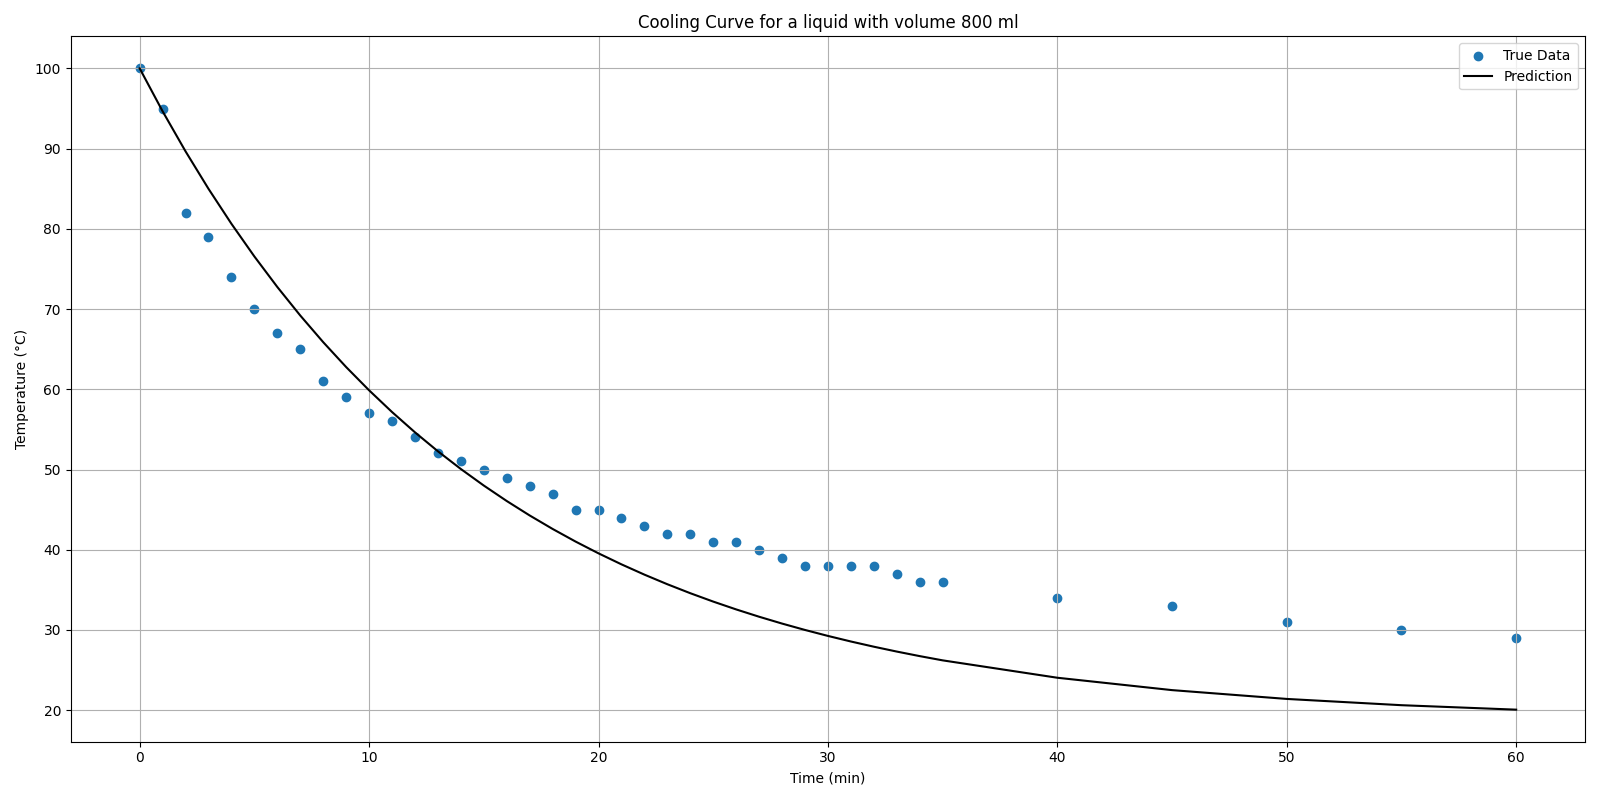 Cooling Curve for a liquid with volume 800 ml
True Data
Prediction
100
90
80
70
60
50
40
30
20
Temperature (°C)
0 10 20 30 40 50 60
Time (min)